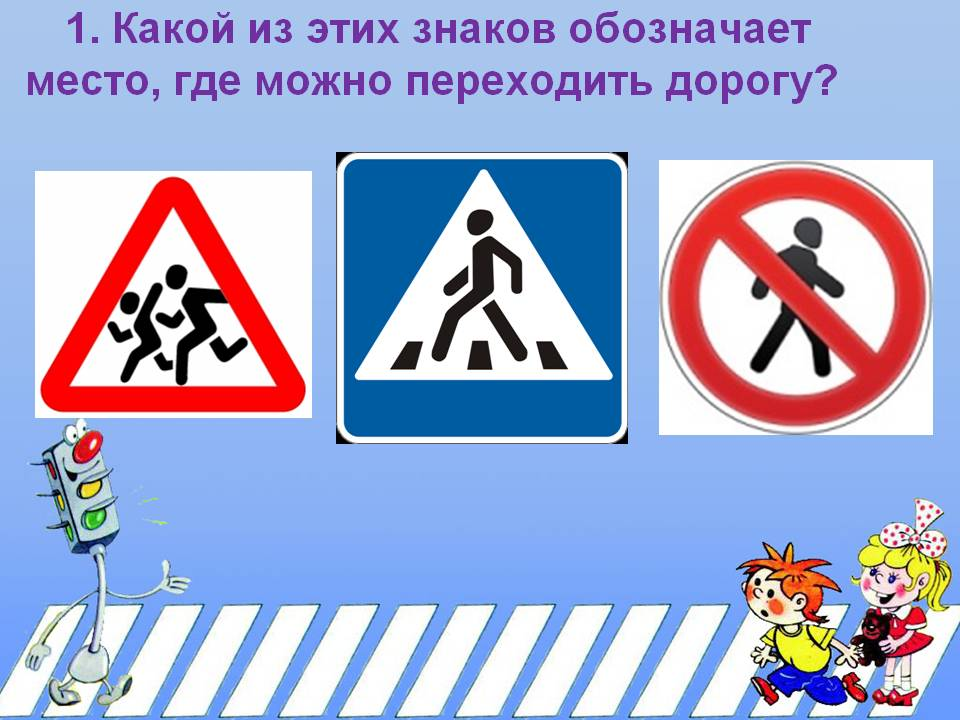 1. Какой из этих знаков обозначает
место, где можно переходить дорогу?